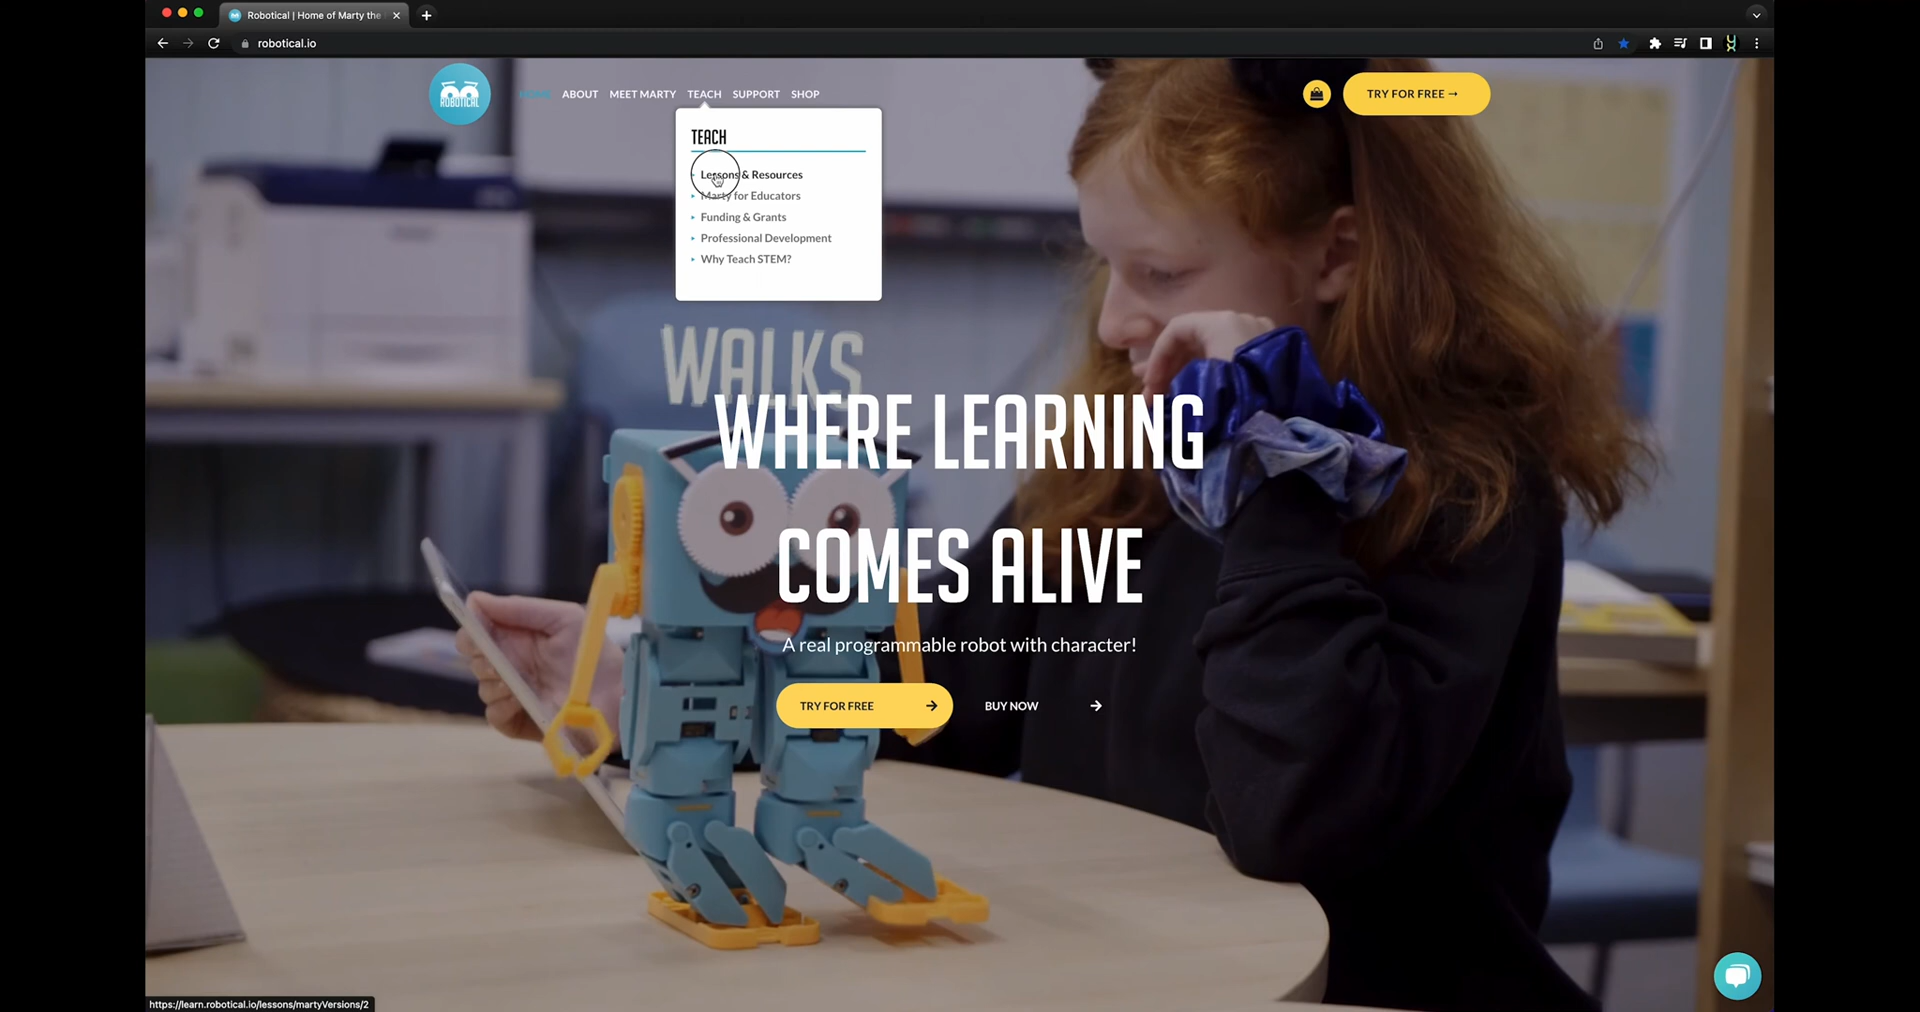 Robotical | Home of Marty the
robotical.io
ROBOTICAL
HOME ABOUT MEET MARTY TEACH SUPPORT SHOP
TRY FOR FREE →
TEACH
Lessons & Resources
Marty for Educators
Funding & Grants
Professional Development
Why Teach STEM?
WALKS
WHERE LEARNING
COMES ALIVE
A real programmable robot with character!
TRY FOR FREE →
BUY NOW →
https://learn.robotical.io/lessons/martyVersions/2